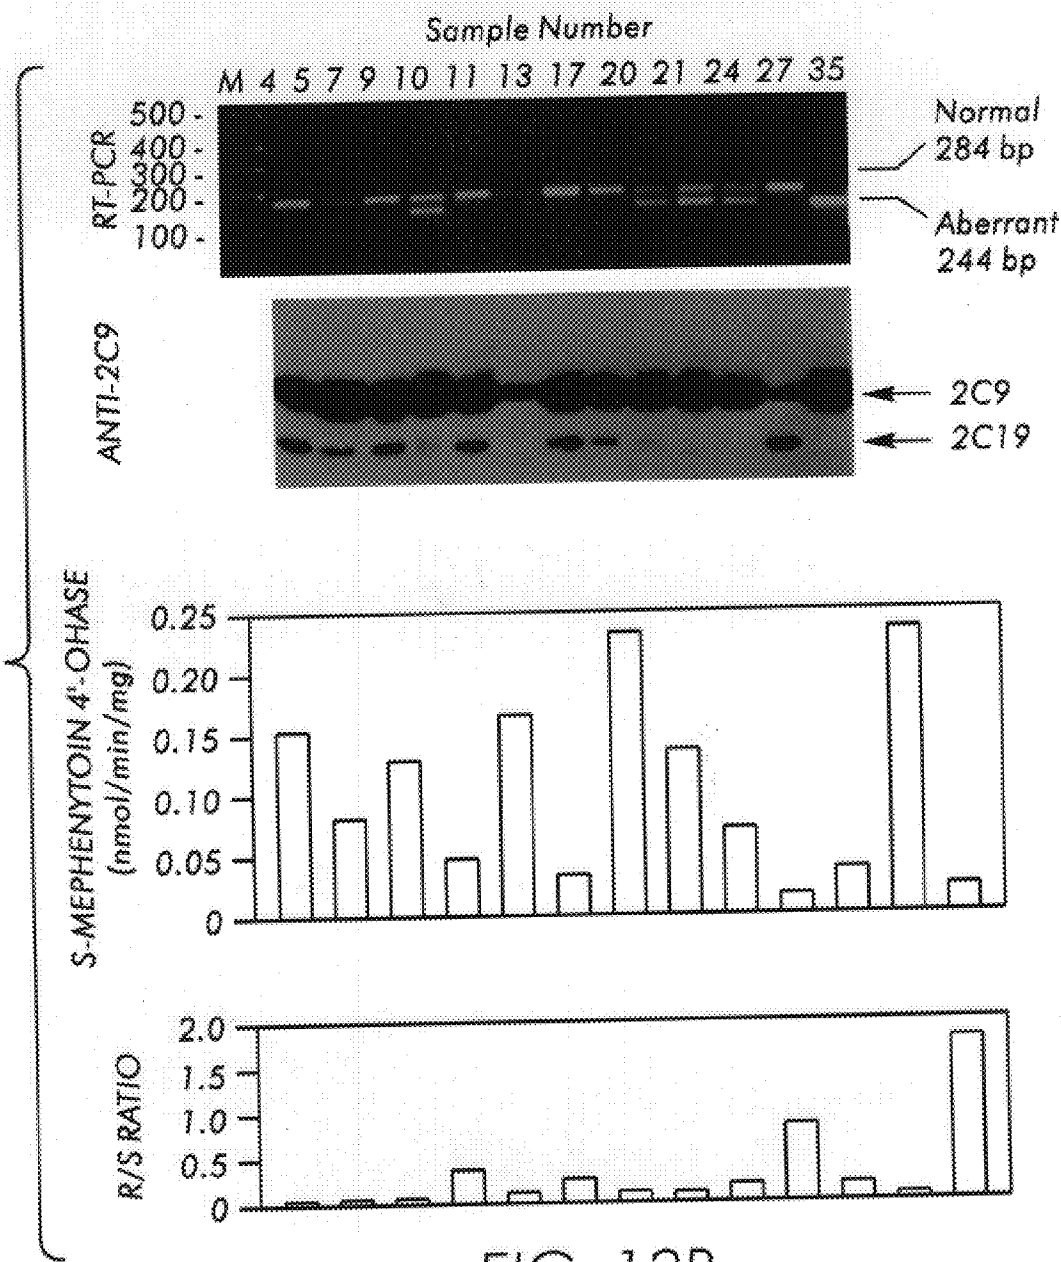 Sample Number
M 4 5 7 9 10 11 13 17 20 21 24 27 35
RT-PCR
500 -
400 -
300 -
200 -
100 -
Normal
284 bp
Aberrant
244 bp
ANTI-2C9
2C9
2C19
S-MEPHENYTOIN 4'-OHASE
(nmol/min/mg)
0.25
0.20
0.15
0.10
0.05
0
R/S RATIO
2.0
1.5
1.0
0.5
0